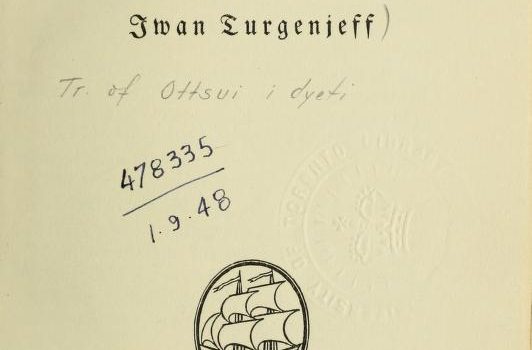 Iwan Turgenjeff)
Tr. of Ottsui i dyeti
478335
1.9.48